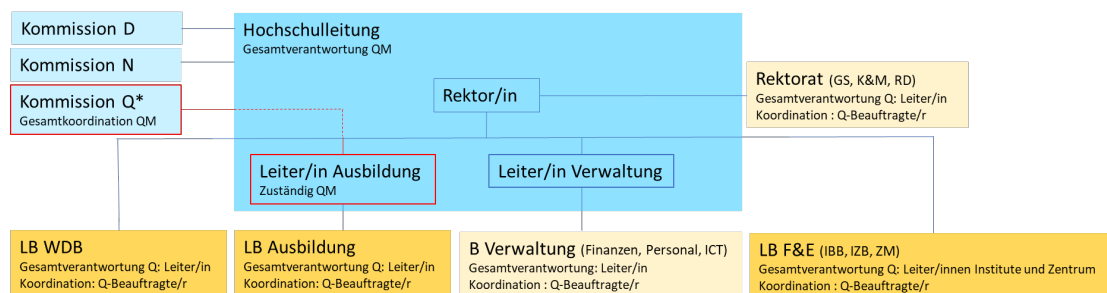 Kommission D
Kommission N
Kommission Q*
Gesamtkoordination QM
Hochschulleitung
Gesamtverantwortung QM
Rektor/in
Rektorat (GS, K&M, RD)
Gesamtverantwortung Q: Leiter/in
Koordination : Q-Beauftragte/r
Leiter/in Ausbildung
Zuständig QM
Leiter/in Verwaltung
LB WDB
Gesamtverantwortung Q: Leiter/in
Koordination: Q-Beauftragte/r
LB Ausbildung
Gesamtverantwortung Q: Leiter/in
Koordination: Q-Beauftragte/r
B Verwaltung (Finanzen, Personal, ICT)
Gesamtverantwortung: Leiter/in
Koordination : Q-Beauftragte/r
LB F&E (IBB, IZB, ZM)
Gesamtverantwortung Q: Leiter/innen Institute und Zentrum
Koordination : Q-Beauftragte/r